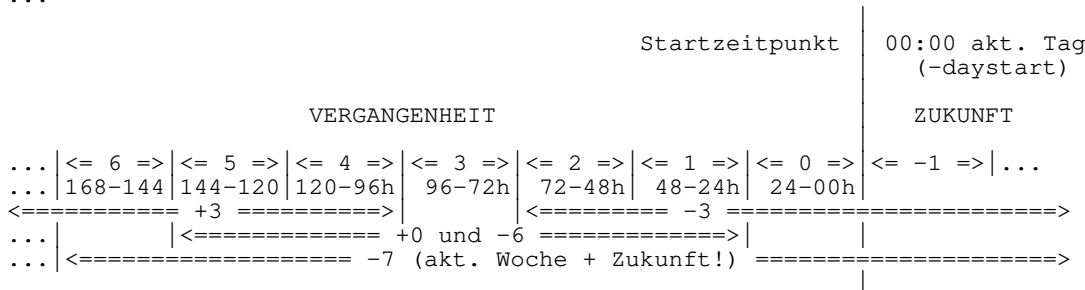 ...
Startzeitpunkt | 00:00 akt. Tag
| (-daystart)
|
VERGANGENHEIT | ZUKUNFT
|
...|<= 6 =>|<= 5 =>|<= 4 =>|<= 3 =>|<= 2 =>|<= 1 =>|<= 0 =>|<= -1 =>|...
...|168-144|144-120|120-96h| 96-72h| 72-48h| 48-24h| 24-00h|
<=========== +3 ==========>| |<========= -3 ======================>
...| |<============= +0 und -6 =============>| |
...|<=================== -7 (akt. Woche + Zukunft!) ===================>
|